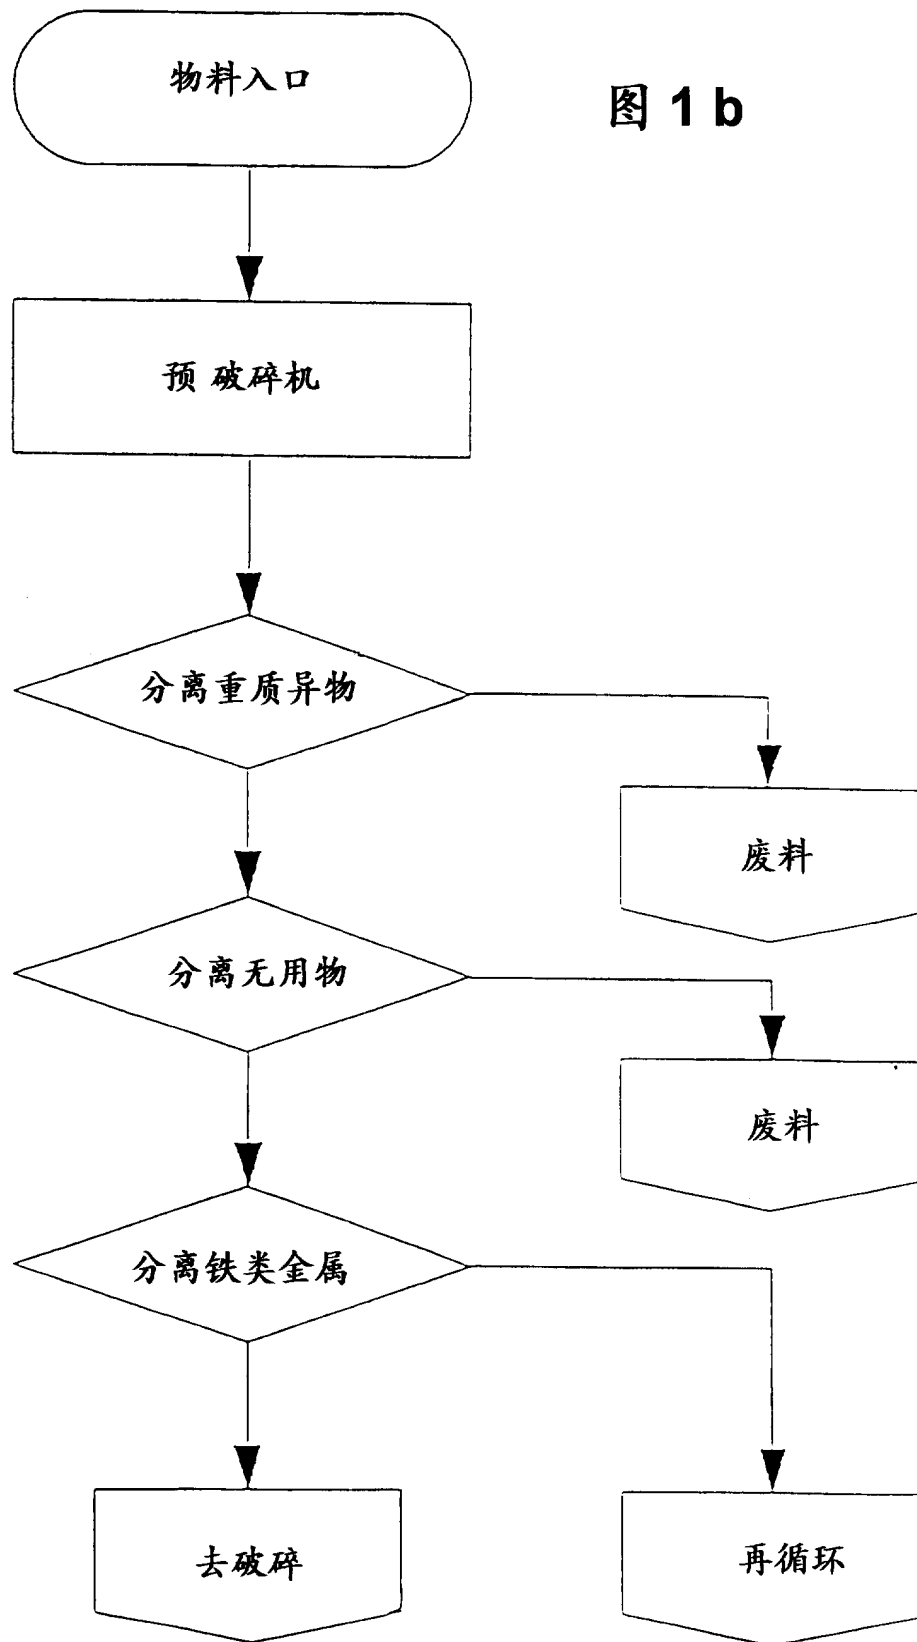 物料入口
图 1 b
预 破碎机
分离重质异物
废料
分离无用物
废料
分离铁类金属
去破碎
再循环